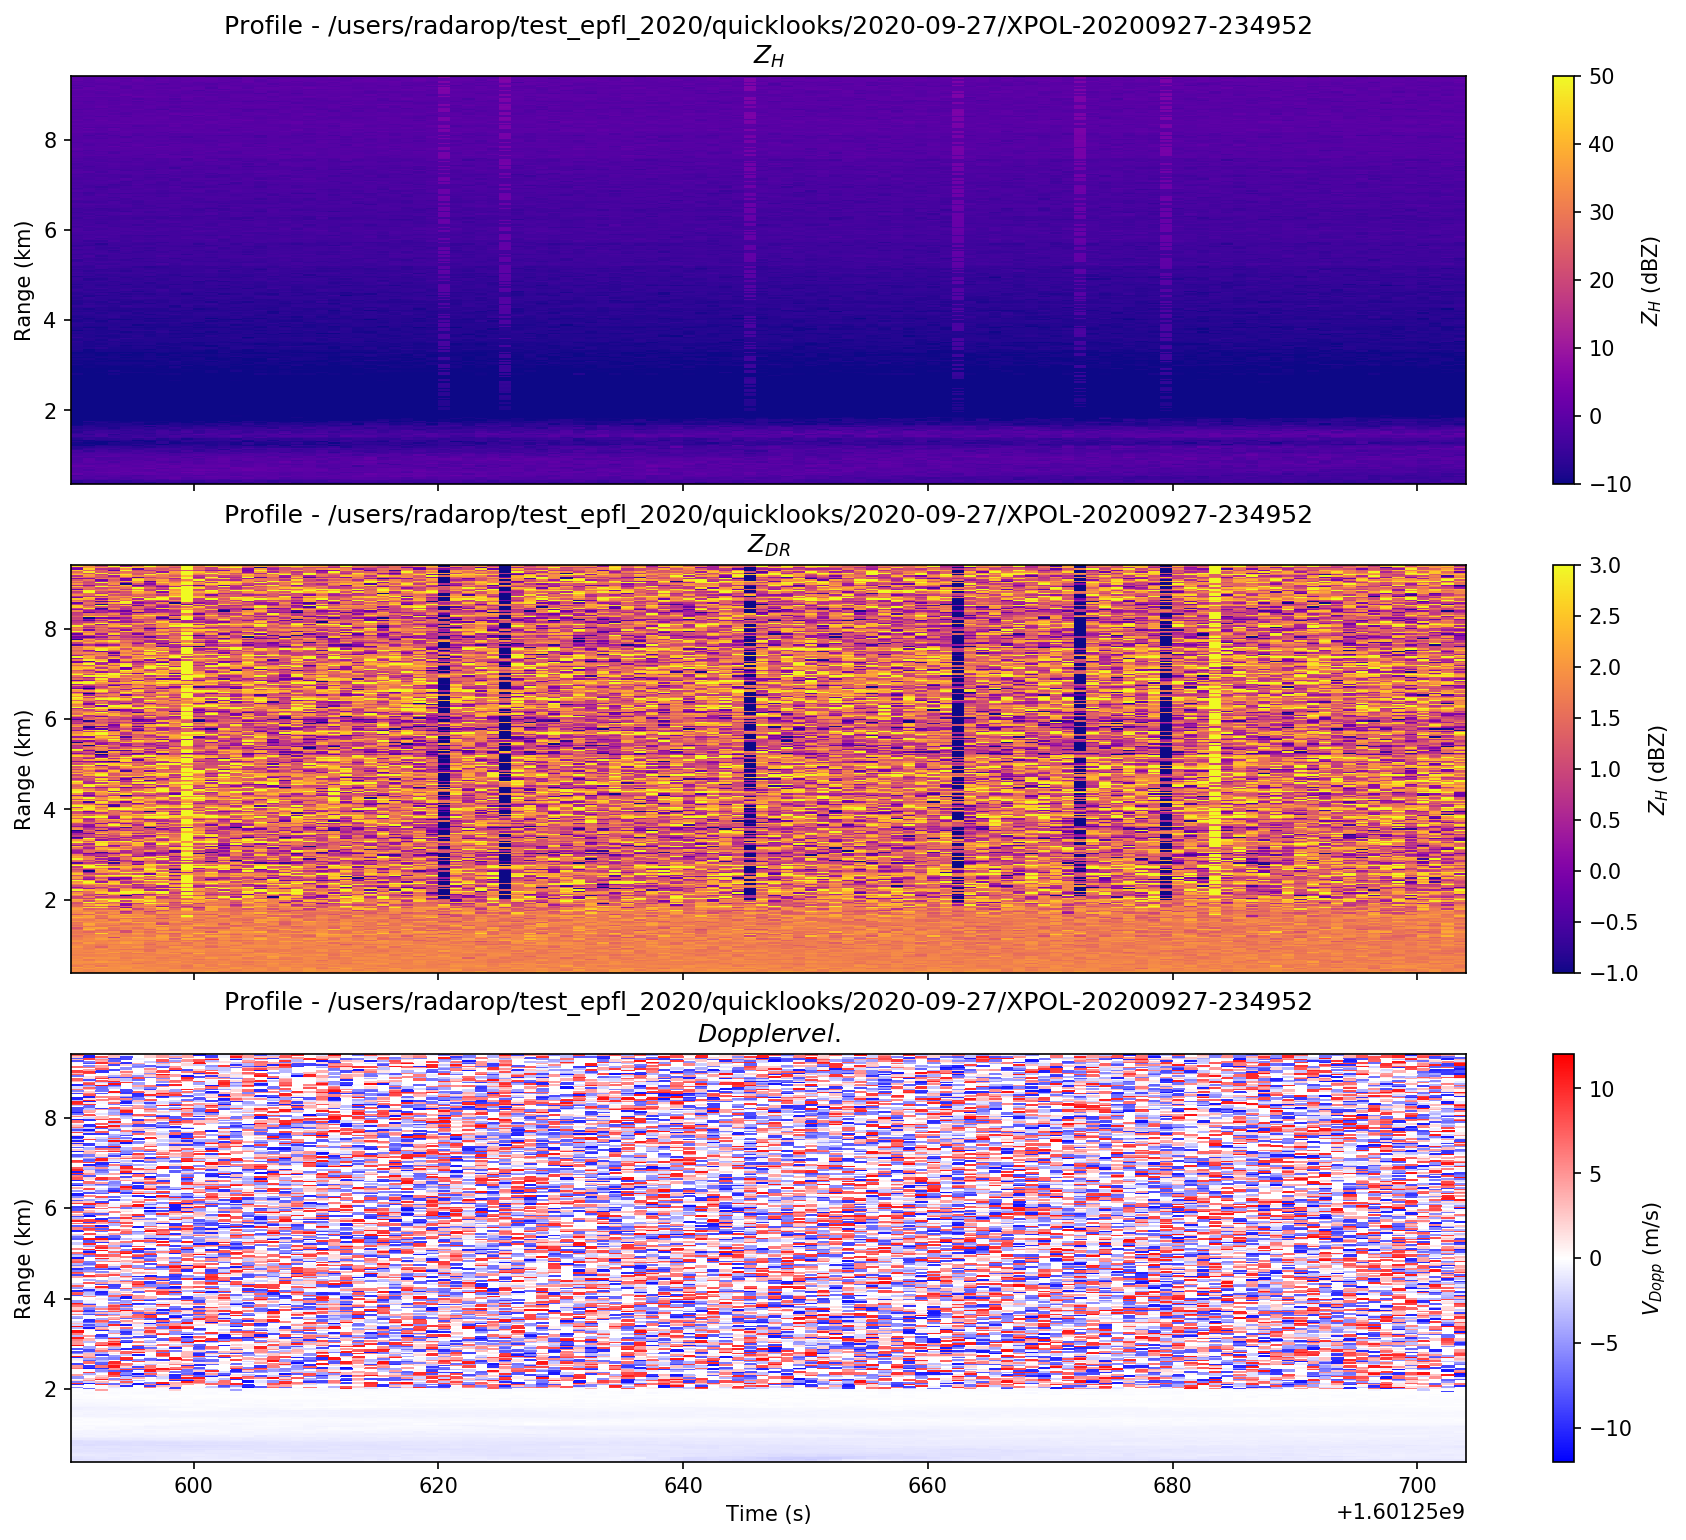 Profile - /users/radarop/test_epfl_2020/quicklooks/2020-09-27/XPOL-20200927-234952
Z_H
Range (km)
8
6
4
2
50
40
30
20
10
0
−10
Z_H (dBZ)
Profile - /users/radarop/test_epfl_2020/quicklooks/2020-09-27/XPOL-20200927-234952
Z_DR
Range (km)
8
6
4
2
3.0
2.5
2.0
1.5
1.0
0.5
0.0
−0.5
−1.0
Z_H (dBZ)
Profile - /users/radarop/test_epfl_2020/quicklooks/2020-09-27/XPOL-20200927-234952
Dopplervel.
Range (km)
8
6
4
2
10
5
0
−5
−10
V_Dopp (m/s)
600 620 640 660 680 700
Time (s)
+1.60125e9